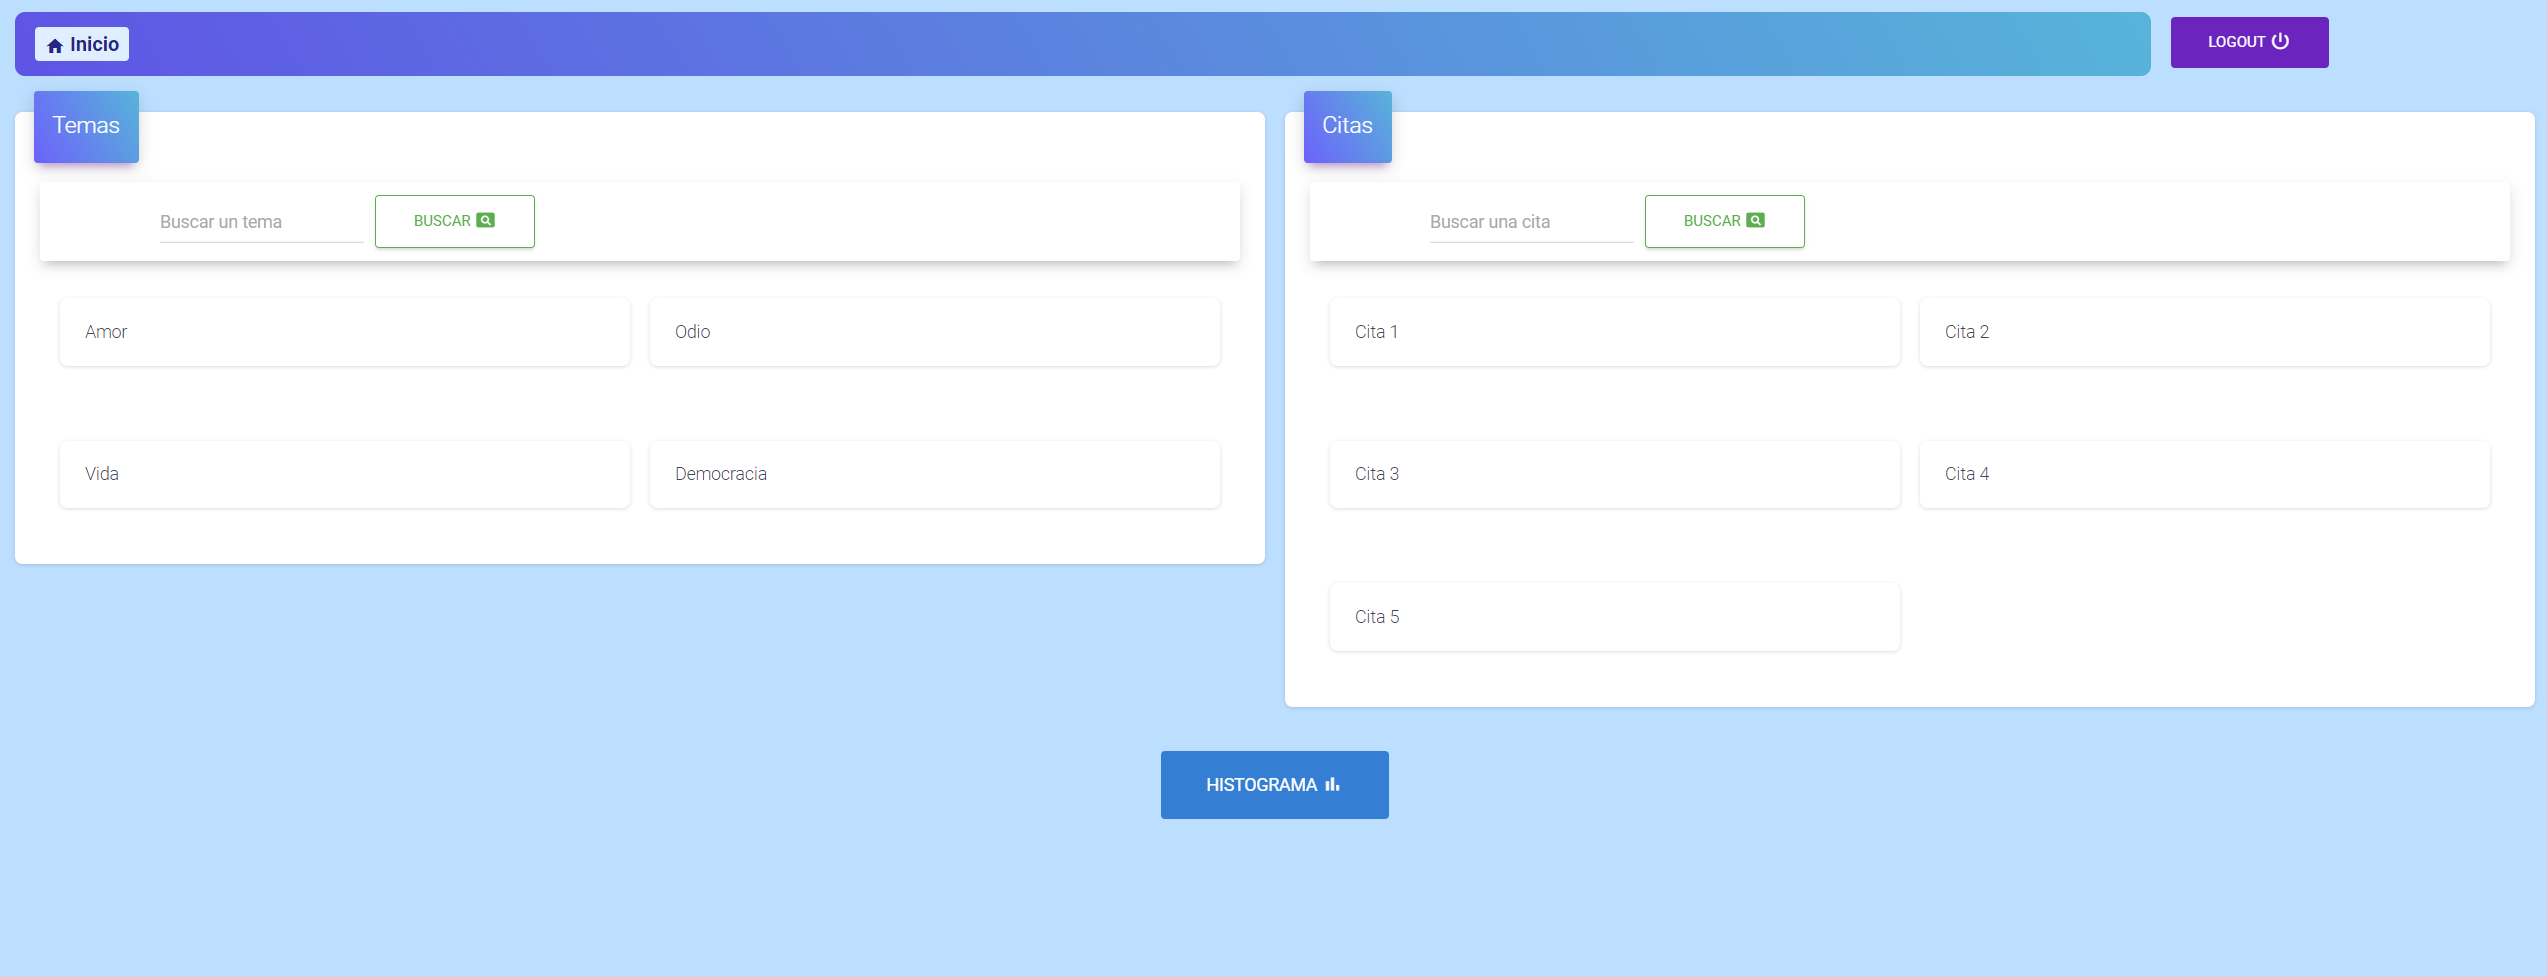 Inicio
LOGOUT
Temas
Buscar un tema
BUSCAR
Amor
Odio
Vida
Democracia
Citas
Buscar una cita
BUSCAR
Cita 1
Cita 2
Cita 3
Cita 4
Cita 5
HISTOGRAMA